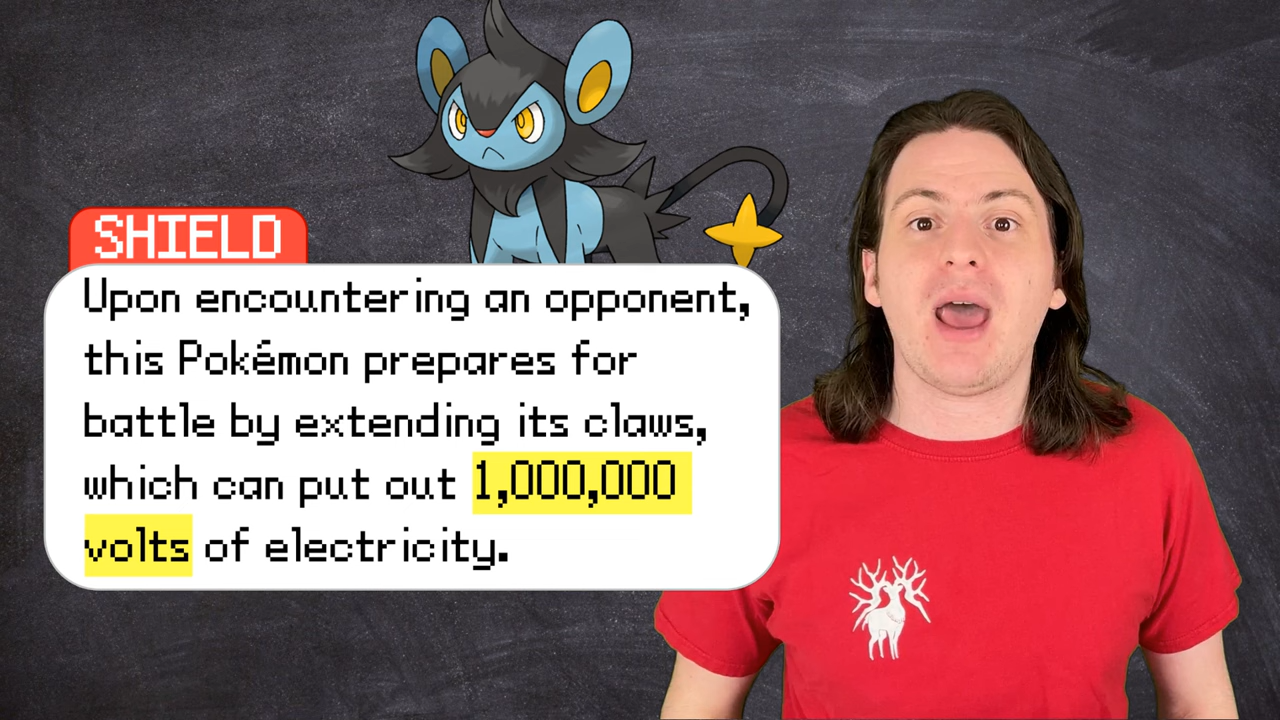 SHIELD
Upon encountering an opponent,
this Pokémon prepares for
battle by extending its claws,
which can put out 1,000,000
volts of electricity.